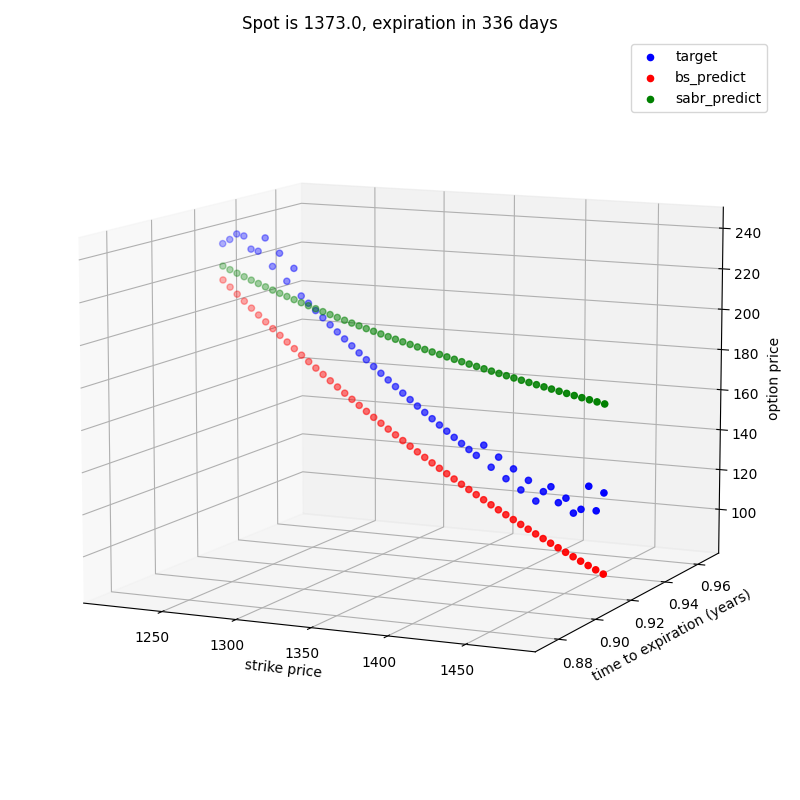 Spot is 1373.0, expiration in 336 days
target
bs_predict
sabr_predict
240
220
200
180
160
140
120
100
option price
0.96
0.94
0.92
0.90
0.88
time to expiration (years)
1250
1300
1350
1400
1450
strike price